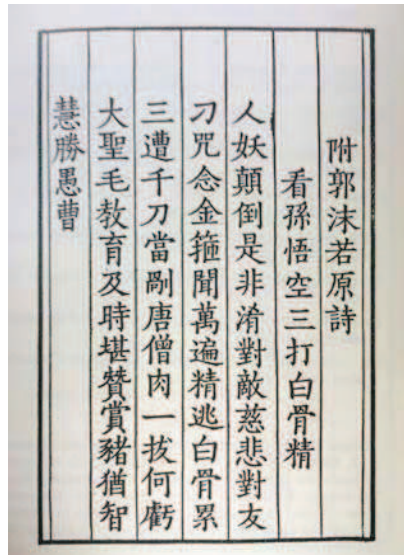 附郭沫若原詩
看孫悟空三打白骨精
人妖顛倒是非淆對敵慈悲對友
刁咒念金箍聞萬遍精逃白骨累
三遭千刀當剮唐僧肉一拔何虧
大聖毛教育及時堪贊賞豬猶智
慧勝愚曹